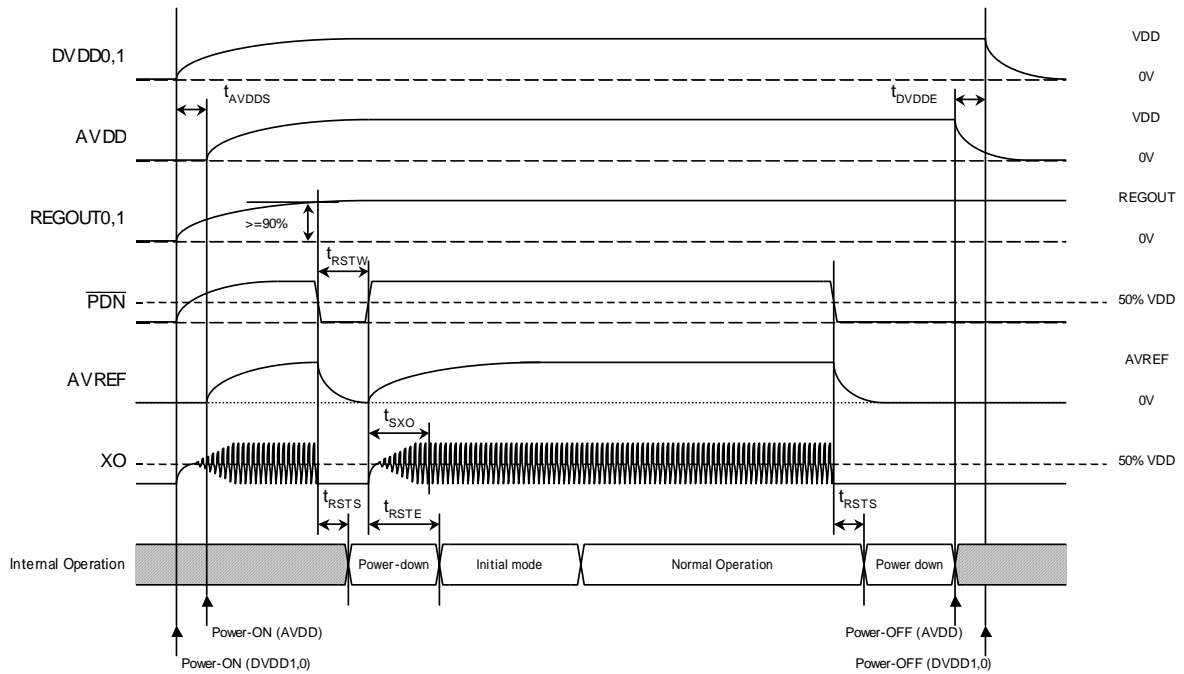 DVDD0,1
VDD
0V
tAVDDS
tDVDDE
AVDD
VDD
0V
REGOUT0,1
>=90%
REGOUT
0V
tRSTW
PDN
50% VDD
AVREF
AVREF
0V
tSXO
XO
50% VDD
tRSTS
tRSTE
tRSTS
Internal Operation
Power-down
Initial mode
Normal Operation
Power down
Power-ON (AVDD)
Power-OFF (AVDD)
Power-ON (DVDD1,0)
Power-OFF (DVDD1,0)